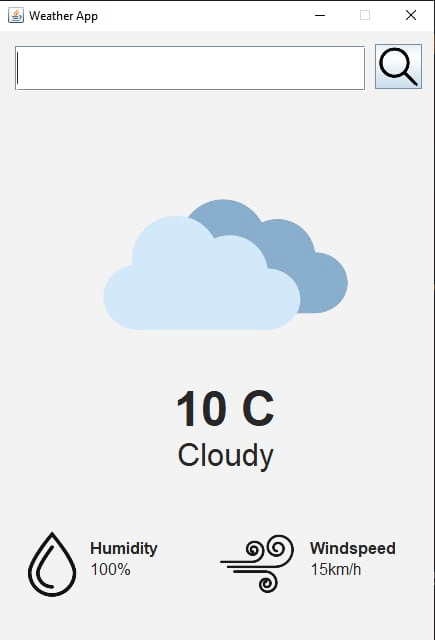 Weather App
10 C
Cloudy
Humidity
100%
Windspeed
15km/h